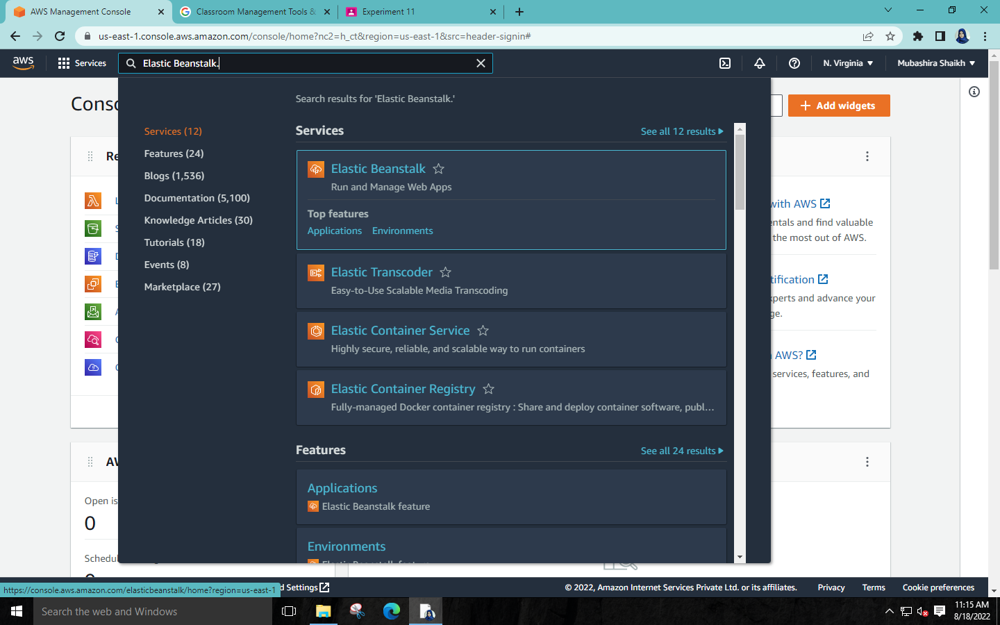 AWS Management Console
Classroom Management Tools &
Experiment 11
us-east-1.console.aws.amazon.com/console/home?nc2=h_ct&region=us-east-1&src=header-signin#
aws
Services
Elastic Beanstalk.
N. Virginia
Mubashira Shaikh
Add widgets
Search results for 'Elastic Beanstalk.'
Services (12)
Features (24)
Blogs (1,536)
Documentation (5,100)
Knowledge Articles (30)
Tutorials (18)
Events (8)
Marketplace (27)
Services
See all 12 results
Elastic Beanstalk
Run and Manage Web Apps
Top features
Applications Environments
Elastic Transcoder
Easy-to-Use Scalable Media Transcoding
Elastic Container Service
Highly secure, reliable, and scalable way to run containers
Elastic Container Registry
Fully-managed Docker container registry : Share and deploy container software, publ...
Features
See all 24 results
Applications
Elastic Beanstalk feature
Environments
with AWS
and find valuable
the most out of AWS.
and advance your
AWS?
services, features, and
Open is
0
https://console.aws.amazon.com/elasticbeanstalk/home?region=us-east-1
Settings
© 2022, Amazon Internet Services Private Ltd. or its affiliates.
Privacy
Terms
Cookie preferences
Search the web and Windows
11:15 AM
8/18/2022